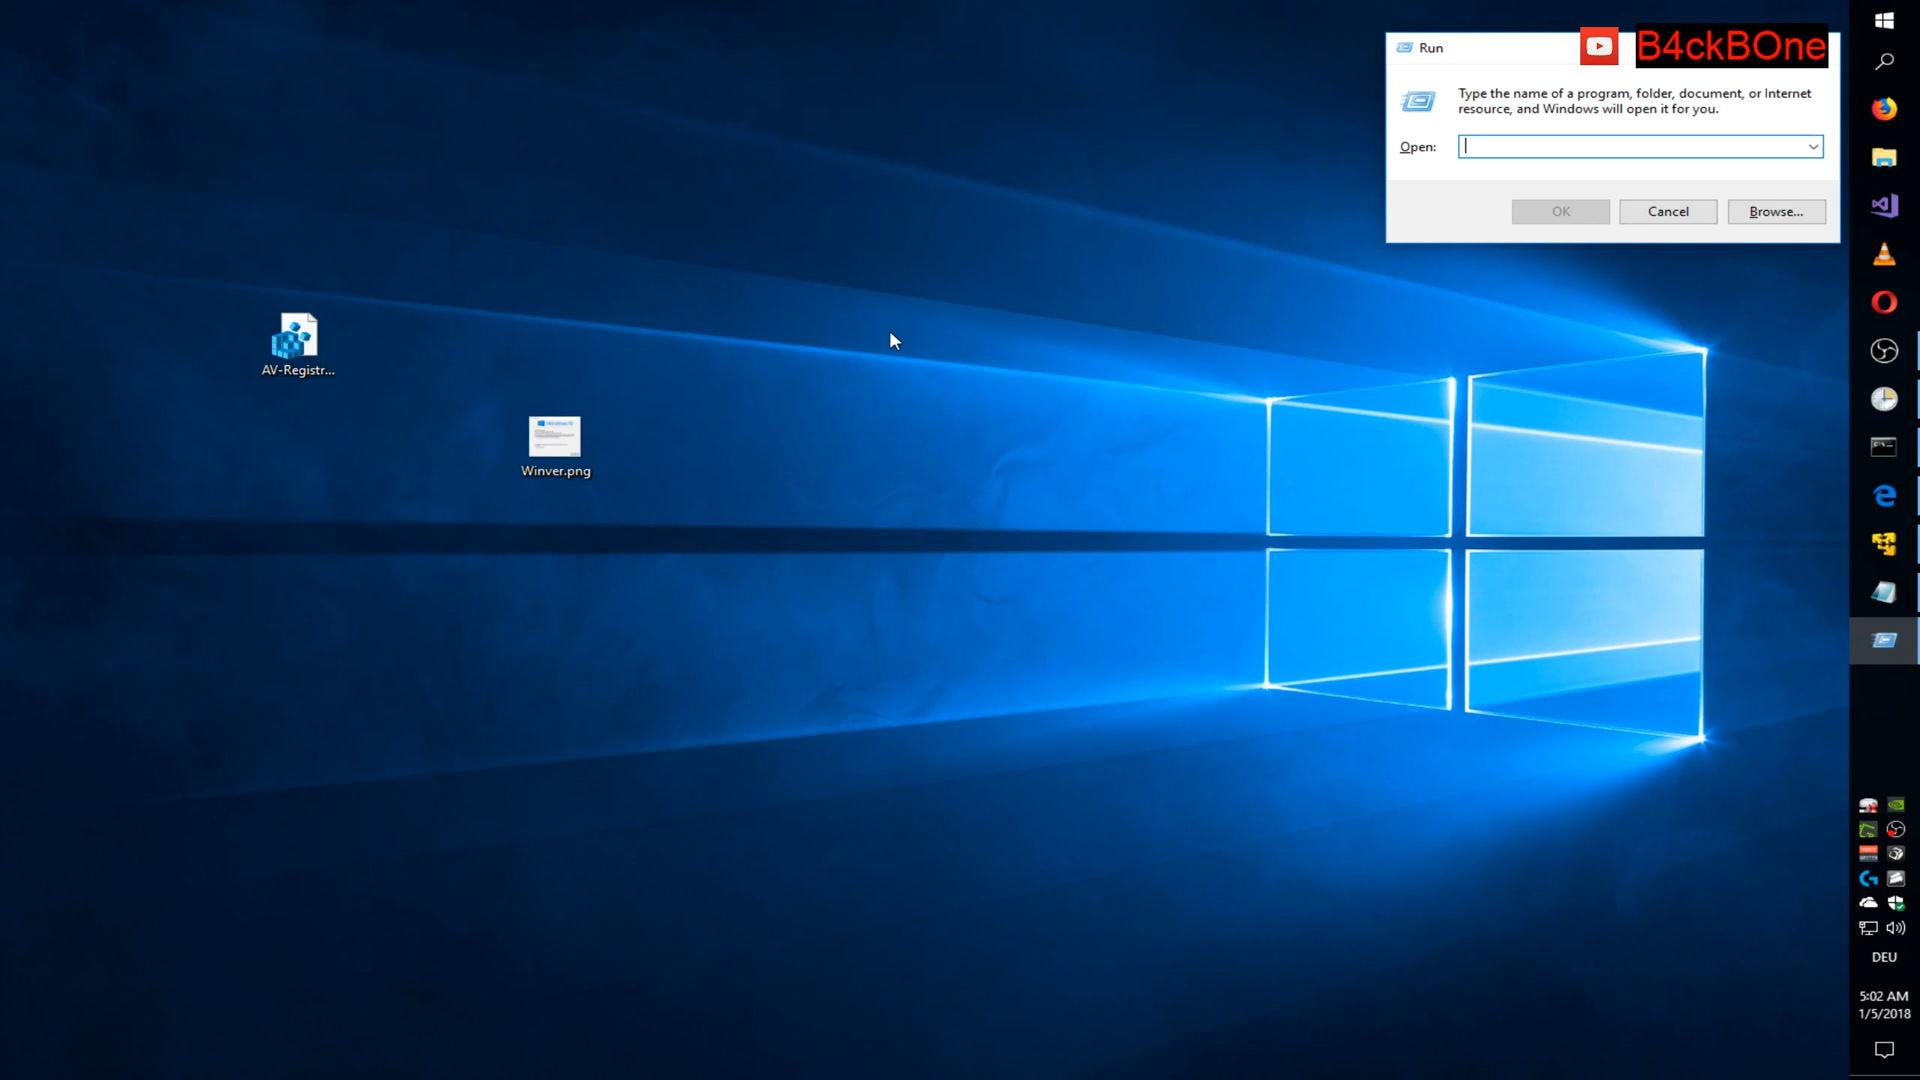 Run
B4ckBOne
Type the name of a program, folder, document, or Internet
resource, and Windows will open it for you.
Open:
OK
Cancel
Browse...
AV-Registr...
Winver.png
DEU
5:02 AM
1/5/2018